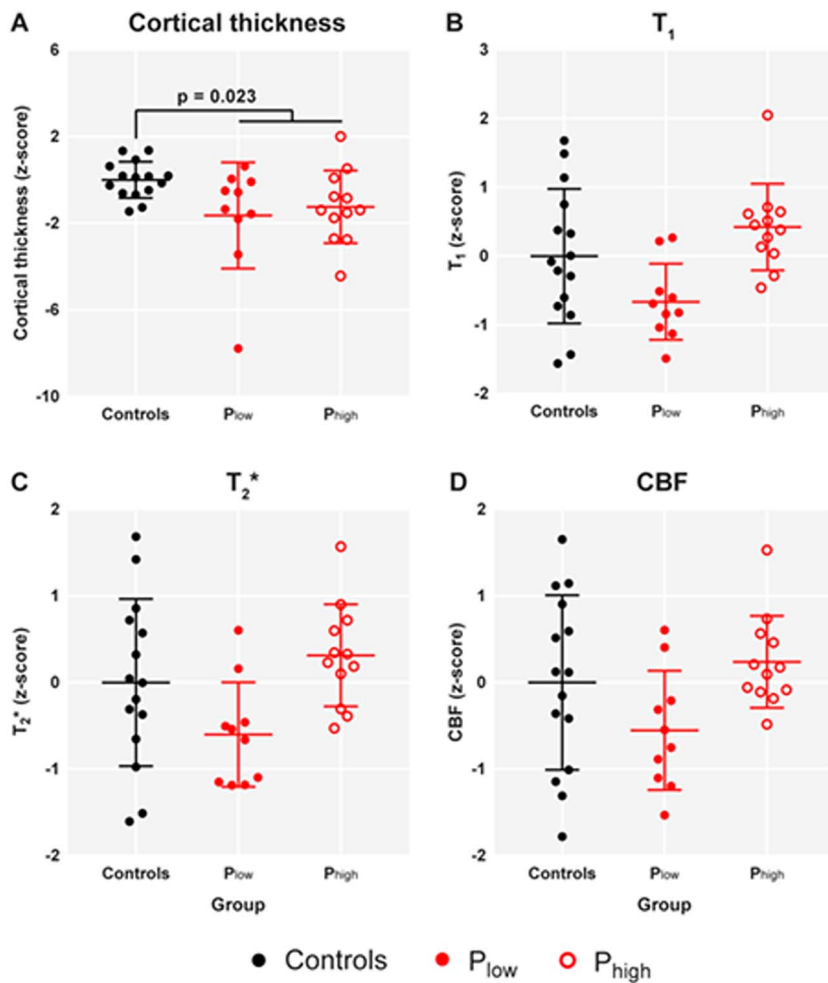 A Cortical thickness
Cortical thickness (z-score)
6
2
-2
-6
-10
p = 0.023
Controls Plow Phigh
B T1
T1 (z-score)
3
2
1
0
-1
-2
Controls Plow Phigh
C T2*
T2* (z-score)
2
1
0
-1
-2
Controls Plow Phigh
Group
D CBF
CBF (z-score)
2
1
0
-1
-2
Controls Plow Phigh
Group
Controls Plow Phigh